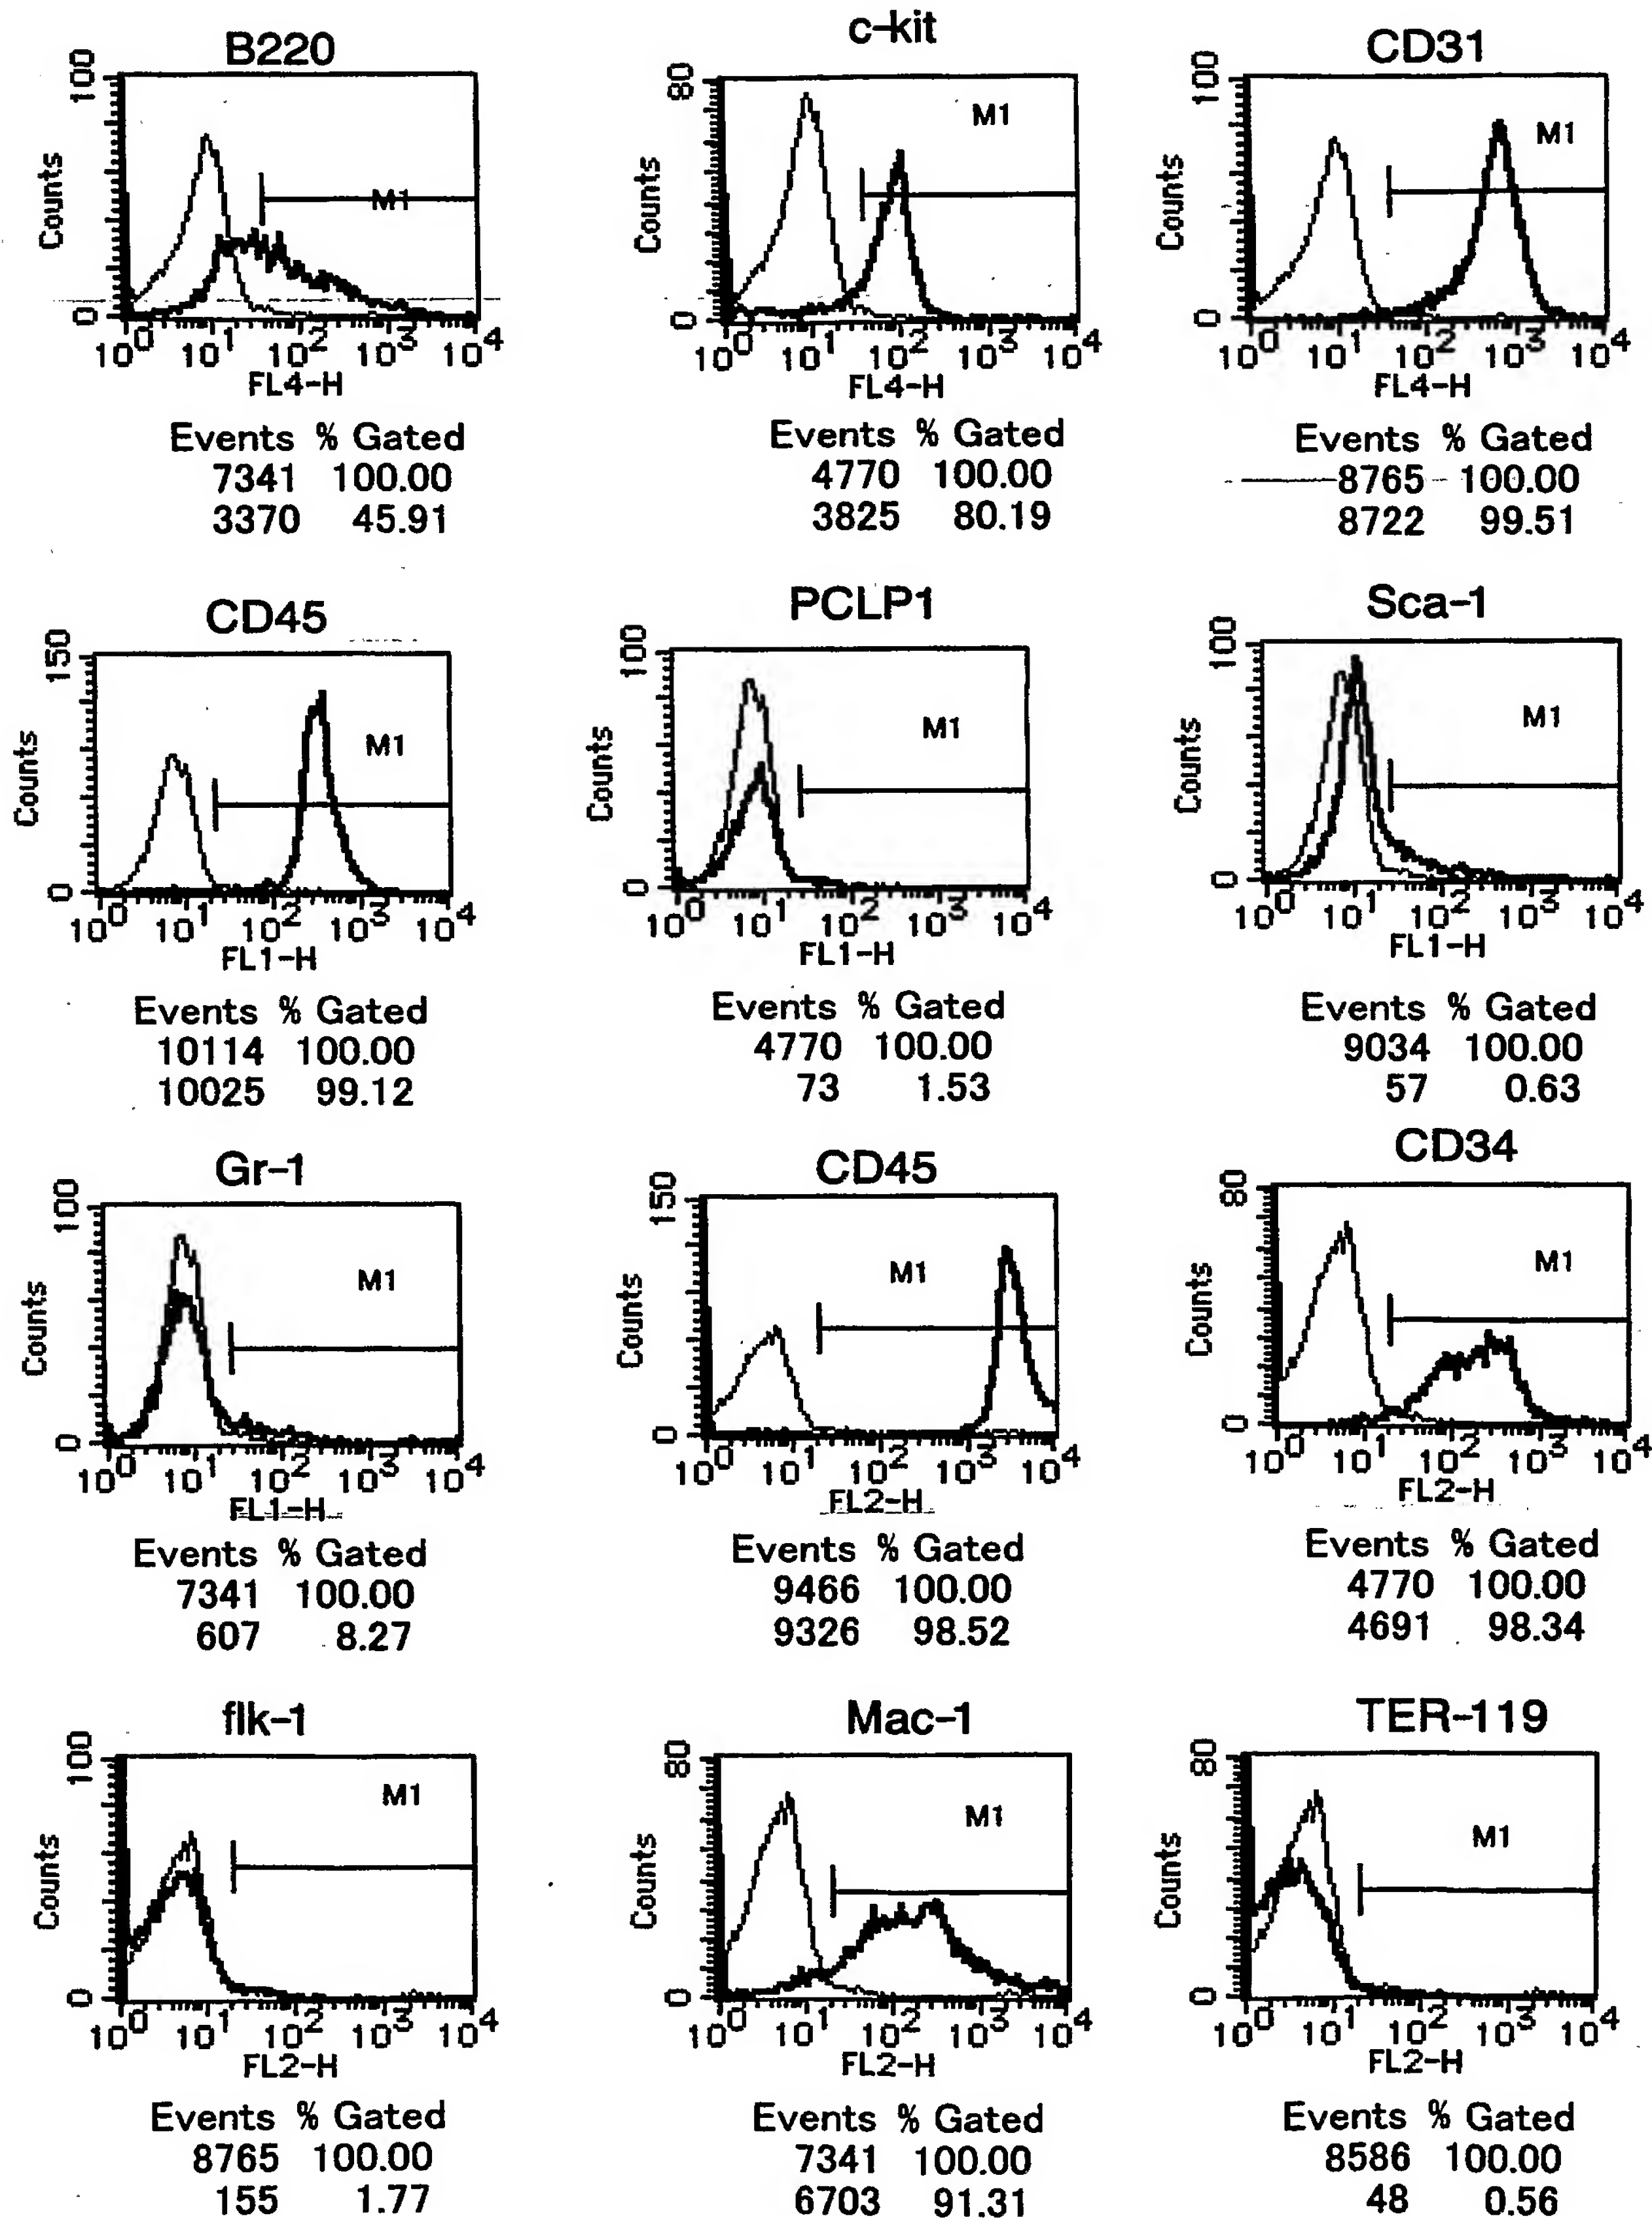 B220
c-kit
CD31
100
80
100
Counts
M1
Counts
M1
Counts
M1
0
0
0
10^0 10^1 10^2 10^3 10^4
10^0 10^1 10^2 10^3 10^4
10^0 10^1 10^2 10^3 10^4
FL4-H
FL4-H
FL4-H
Events % Gated
7341 100.00
3370 45.91
Events % Gated
4770 100.00
3825 80.19
Events % Gated
8765 100.00
8722 99.51
CD45
PCLP1
Sca-1
150
100
100
Counts
M1
Counts
M1
Counts
M1
0
0
0
10^0 10^1 10^2 10^3 10^4
10^0 10^1 10^2 10^3 10^4
10^0 10^1 10^2 10^3 10^4
FL1-H
FL1-H
FL1-H
Events % Gated
10114 100.00
10025 99.12
Events % Gated
4770 100.00
73 1.53
Events % Gated
9034 100.00
57 0.63
Gr-1
CD45
CD34
100
150
80
Counts
M1
Counts
M1
Counts
M1
0
0
0
10^0 10^1 10^2 10^3 10^4
10^0 10^1 10^2 10^3 10^4
10^0 10^1 10^2 10^3 10^4
FL1-H
FL2-H
FL2-H
Events % Gated
7341 100.00
607 8.27
Events % Gated
9466 100.00
9326 98.52
Events % Gated
4770 100.00
4691 98.34
flk-1
Mac-1
TER-119
100
80
80
Counts
M1
Counts
M1
Counts
M1
0
0
0
10^0 10^1 10^2 10^3 10^4
10^0 10^1 10^2 10^3 10^4
10^0 10^1 10^2 10^3 10^4
FL2-H
FL2-H
FL2-H
Events % Gated
8765 100.00
155 1.77
Events % Gated
7341 100.00
6703 91.31
Events % Gated
8586 100.00
48 0.56